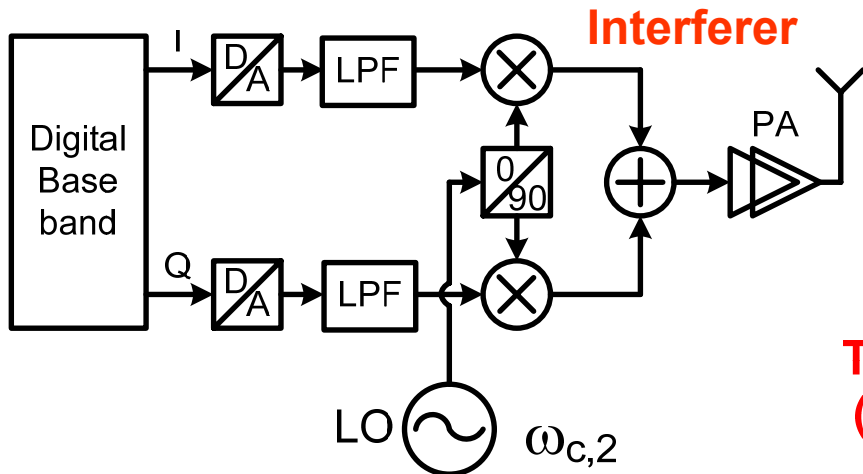 Interferer
I
D
A
LPF
Digital
Base
band
0
90
PA
Q
D
A
LPF
LO
ωc,2
T
(